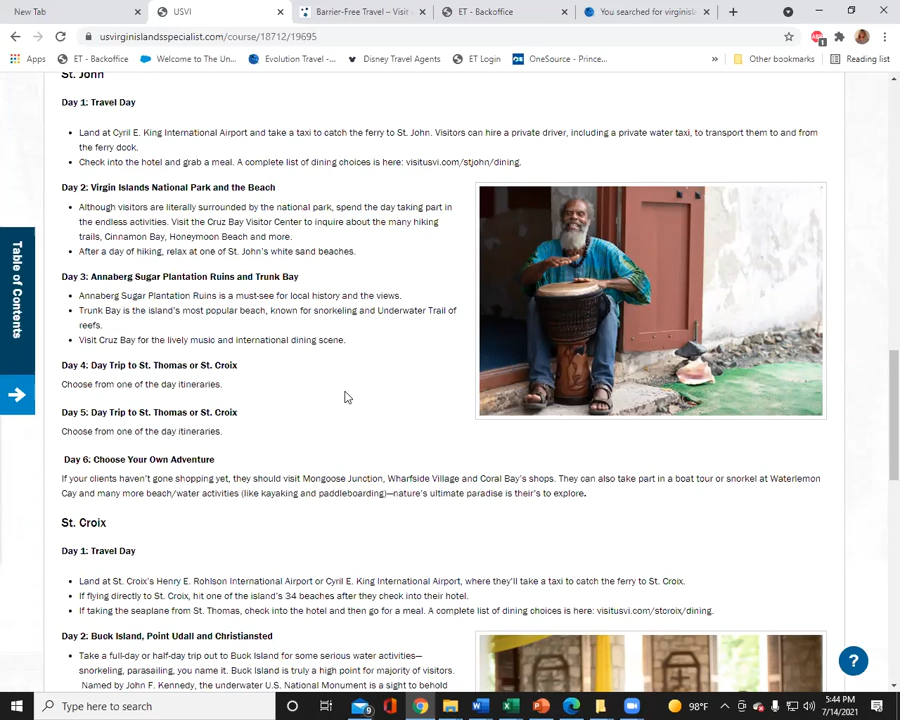 New Tab
USVI
Barrier-Free Travel – Visit
ET - Backoffice
You searched for virginisl
usvirginislandsspecialist.com/course/18712/19695
Apps
ET - Backoffice
Welcome to The Un...
Evolution Travel -...
Disney Travel Agents
ET Login
OneSource - Prince...
»
Other bookmarks
Reading list
St. John
Day 1: Travel Day
Land at Cyril E. King International Airport and take a taxi to catch the ferry to St. John. Visitors can hire a private driver, including a private water taxi, to transport them to and from
the ferry dock.
Check into the hotel and grab a meal. A complete list of dining choices is here: visitusvi.com/stjohn/dining.
Day 2: Virgin Islands National Park and the Beach
Although visitors are literally surrounded by the national park, spend the day taking part in
the endless activities. Visit the Cruz Bay Visitor Center to inquire about the many hiking
trails, Cinnamon Bay, Honeymoon Beach and more.
After a day of hiking, relax at one of St. John's white sand beaches.
Day 3: Annaberg Sugar Plantation Ruins and Trunk Bay
Annaberg Sugar Plantation Ruins is a must-see for local history and the views.
Trunk Bay is the island's most popular beach, known for snorkeling and Underwater Trail of
reefs.
Visit Cruz Bay for the lively music and international dining scene.
Day 4: Day Trip to St. Thomas or St. Croix
Choose from one of the day itineraries.
Day 5: Day Trip to St. Thomas or St. Croix
Choose from one of the day itineraries.
Day 6: Choose Your Own Adventure
If your clients haven't gone shopping yet, they should visit Mongoose Junction, Wharfside Village and Coral Bay's shops. They can also take part in a boat tour or snorkel at Waterlemon
Cay and many more beach/water activities (like kayaking and paddleboarding)—nature's ultimate paradise is their's to explore.
St. Croix
Day 1: Travel Day
Land at St. Croix's Henry E. Rohlson International Airport or Cyril E. King International Airport, where they'll take a taxi to catch the ferry to St. Croix.
If flying directly to St. Croix, hit one of the island's 34 beaches after they check into their hotel.
If taking the seaplane from St. Thomas, check into the hotel and then go for a meal. A complete list of dining choices is here: visitusvi.com/stcroix/dining.
Day 2: Buck Island, Point Udall and Christiansted
Take a full-day or half-day trip out to Buck Island for some serious water activities—
snorkeling, parasailing, you name it. Buck Island is truly a high point for majority of visitors.
Named by John F. Kennedy, the underwater U.S. National Monument is a sight to behold
Table of Contents
?
Type here to search
9
98°F
5:44 PM
7/14/2021